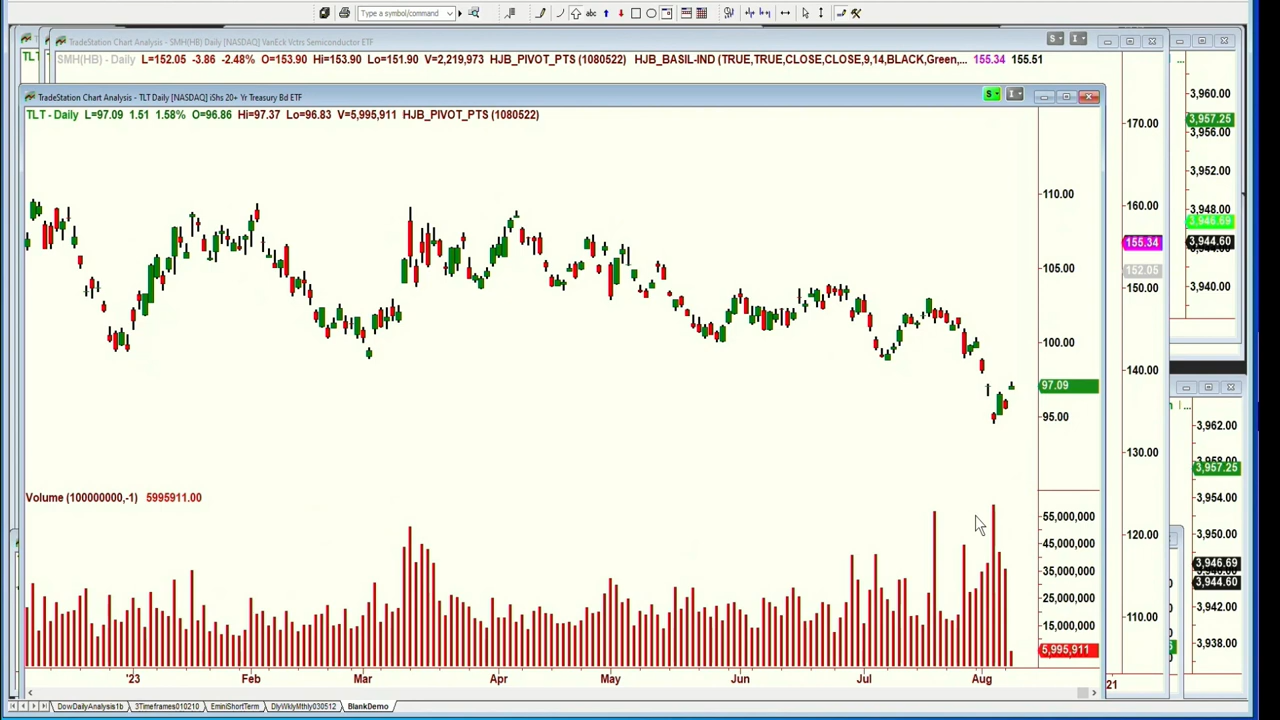 Type a symbol/command
abc
TradeStation Chart Analysis - SMH(HB) Daily [NASDAQ] VanEck Vctrs Semiconductor ETF
S
I
TLT
SMH(HB) - Daily L=152.05 -3.86 -2.48% O=153.90 Hi=153.90 Lo=151.90 V=2,219,973 HJB_PIVOT_PTS (1080522) HJB_BASIL-IND (TRUE,TRUE,CLOSE,CLOSE,9,14,BLACK,Green,... 155.34 155.51
TradeStation Chart Analysis - TLT Daily [NASDAQ] iShs 20+ Yr Treasury Bd ETF
S
I
TLT - Daily L=97.09 1.51 1.58% O=96.86 Hi=97.37 Lo=96.83 V=5,995,911 HJB_PIVOT_PTS (1080522)
110.00
105.00
100.00
97.09
95.00
Volume (100000000,-1) 5995911.00
55,000,000
45,000,000
35,000,000
25,000,000
15,000,000
5,995,911
'23 Feb Mar Apr May Jun Jul Aug
170.00
160.00
155.34
152.05
150.00
140.00
130.00
120.00
110.00
21
3,960.00
3,957.25
3,956.00
3,952.00
3,948.00
3,946.69
3,944.60
3,940.00
3,962.00
3,957.25
3,954.00
3,950.00
3,946.69
3,944.60
3,942.00
3,938.00
DowDailyAnalysis1b 3Timeframes010210 EminiShortTerm DlyWklyMthly030512 BlankDemo